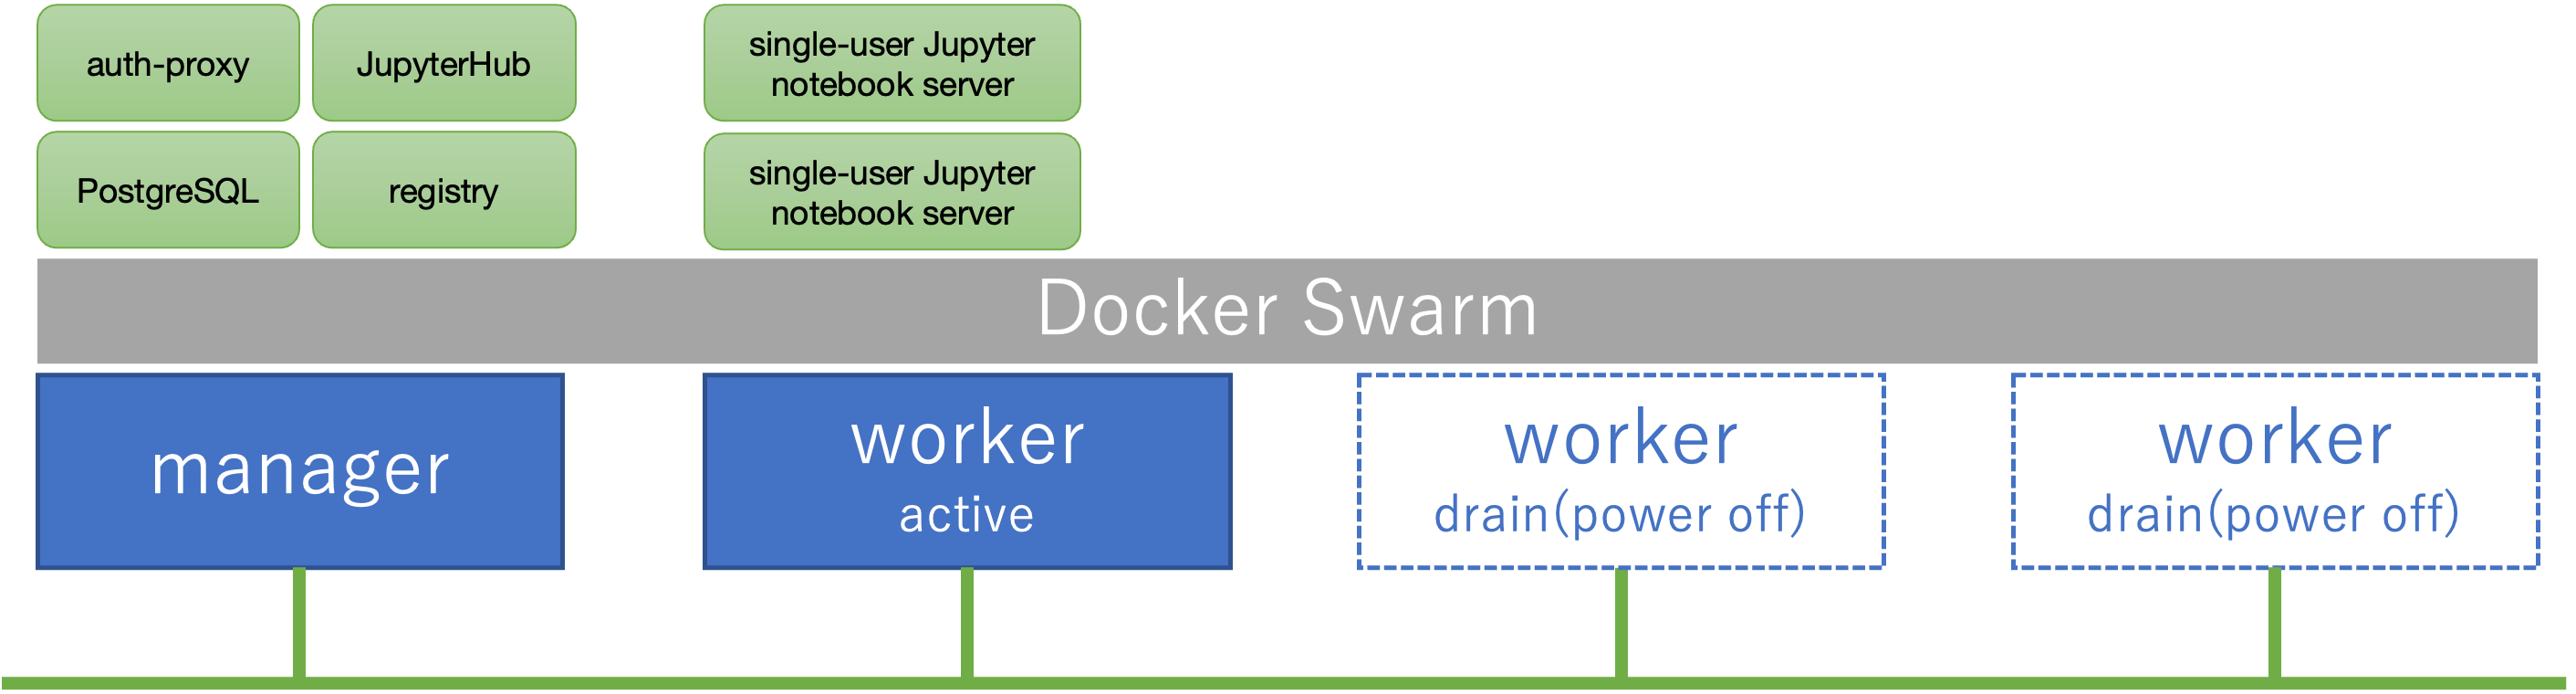 auth-proxy
JupyterHub
single-user Jupyter
notebook server
PostgreSQL
registry
single-user Jupyter
notebook server
Docker Swarm
manager
worker
active
worker
drain(power off)
worker
drain(power off)